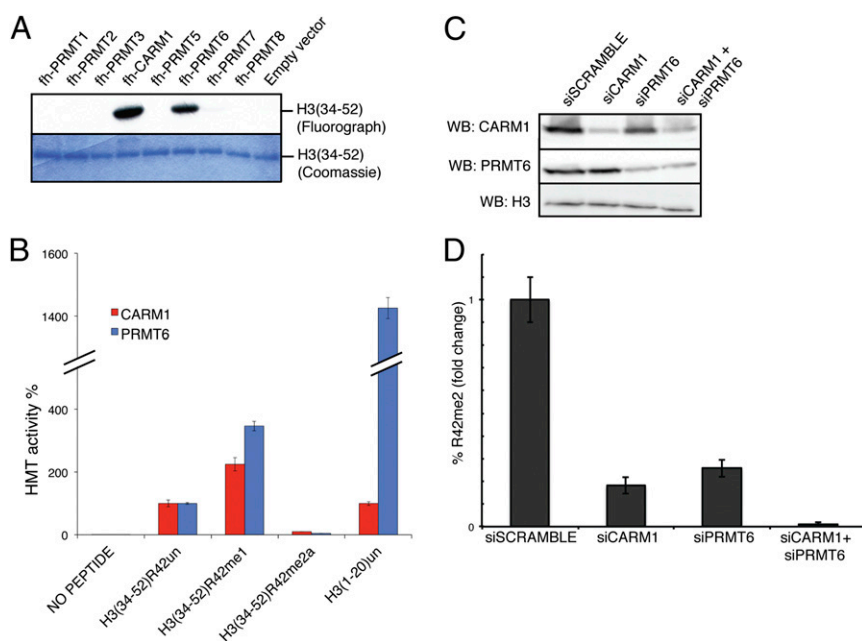 A
fh-PRMT1
fh-PRMT2
fh-PRMT3
fh-CARM1
fh-PRMT5
fh-PRMT6
fh-PRMT7
fh-PRMT8
Empty vector
H3(34-52)
(Fluorograph)
H3(34-52)
(Coomassie)
B
HMT activity %
1600
1400
400
200
0
CARM1
PRMT6
NO PEPTIDE
H3(34-52)R42un
H3(34-52)R42me1
H3(34-52)R42me2a
H3(1-20)un
C
siSCRAMBLE
siCARM1
siPRMT6
siCARM1 +
siPRMT6
WB: CARM1
WB: PRMT6
WB: H3
D
% R42me2 (fold change)
1
0
siSCRAMBLE
siCARM1
siPRMT6
siCARM1+
siPRMT6